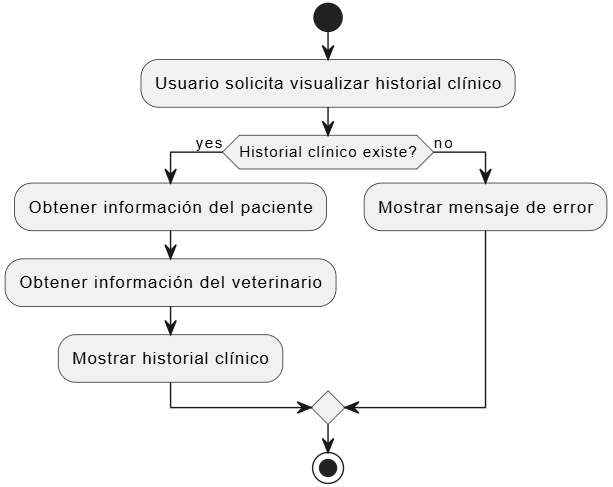 Usuario solicita visualizar historial clínico
yes
Historial clínico existe?
no
Obtener información del paciente
Mostrar mensaje de error
Obtener información del veterinario
Mostrar historial clínico